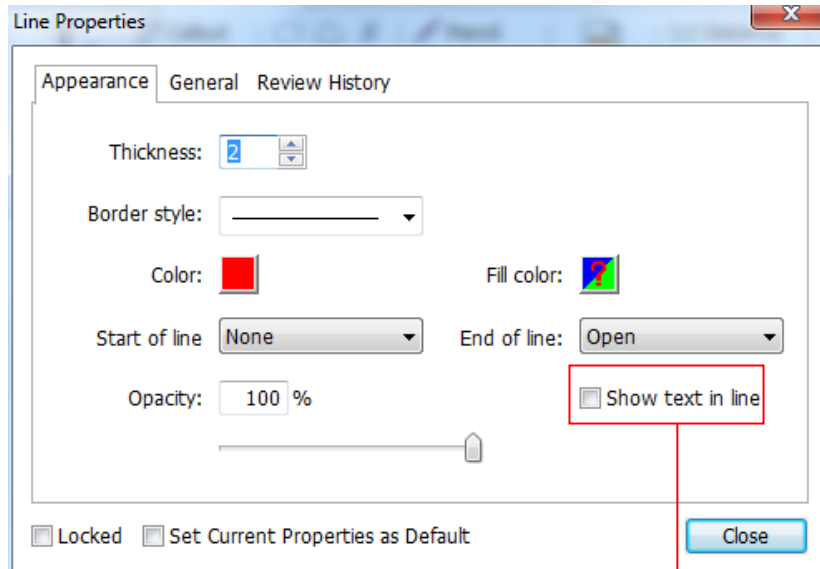 Line Properties
Appearance General Review History
Thickness: 2
Border style:
Color: Fill color: ?
Start of line None End of line: Open
Opacity: 100 % Show text in line
Locked Set Current Properties as Default Close